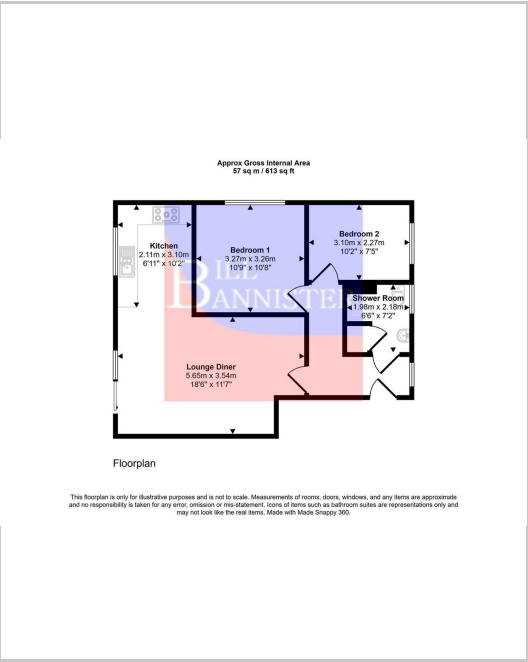 Approx Gross Internal Area
57 sq m / 613 sq ft
Kitchen
2.11m x 3.10m
6'11" x 10'2"
Bedroom 1
3.27m x 3.26m
10'9" x 10'8"
Bedroom 2
3.10m x 2.27m
10'2" x 7'5"
BILL
BANNISTER
Shower Room
1.98m x 2.18m
6'6" x 7'2"
Lounge Diner
5.65m x 3.54m
18'6" x 11'7"
Floorplan
This floorplan is only for illustrative purposes and is not to scale. Measurements of rooms, doors, windows, and any items are approximate
and no responsibility is taken for any error, omission or mis-statement. Icons of items such as bathroom suites are representations only and
may not look like the real items. Made with Made Snappy 360.